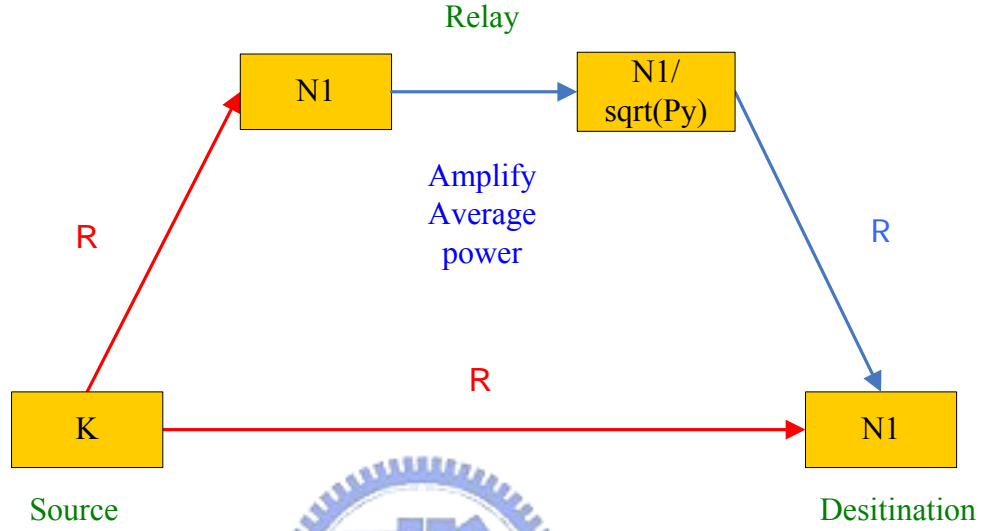 Relay
N1
N1/
sqrt(Py)
Amplify
Average
power
R
R
R
K
N1
Source
Desitination